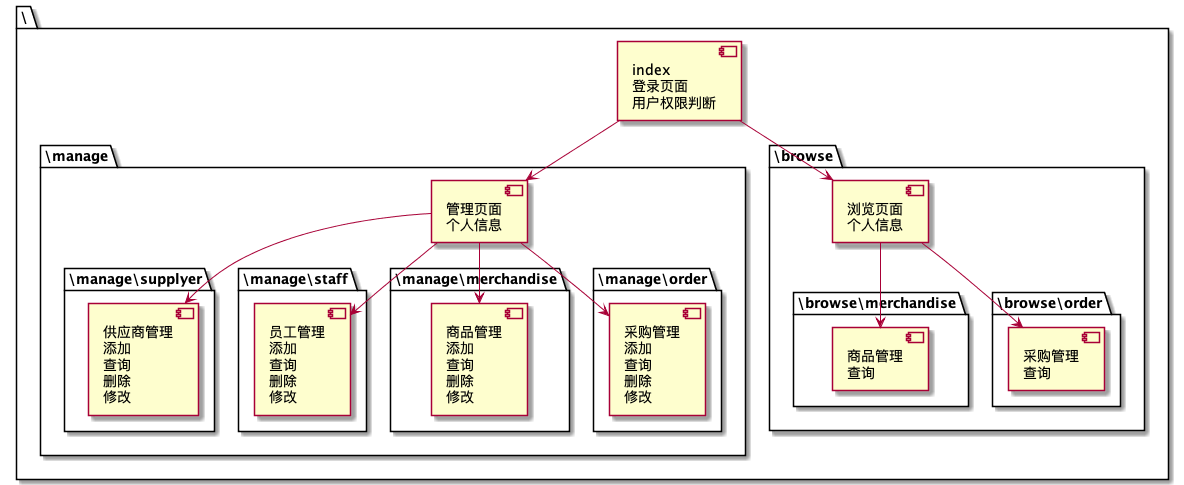 \
index
登录页面
用户权限判断
\manage
\browse
管理页面
个人信息
浏览页面
个人信息
\manage\supplyer
\manage\staff
\manage\merchandise
\manage\order
\browse\merchandise
\browse\order
供应商管理
添加
查询
删除
修改
员工管理
添加
查询
删除
修改
商品管理
添加
查询
删除
修改
采购管理
添加
查询
删除
修改
商品管理
查询
采购管理
查询